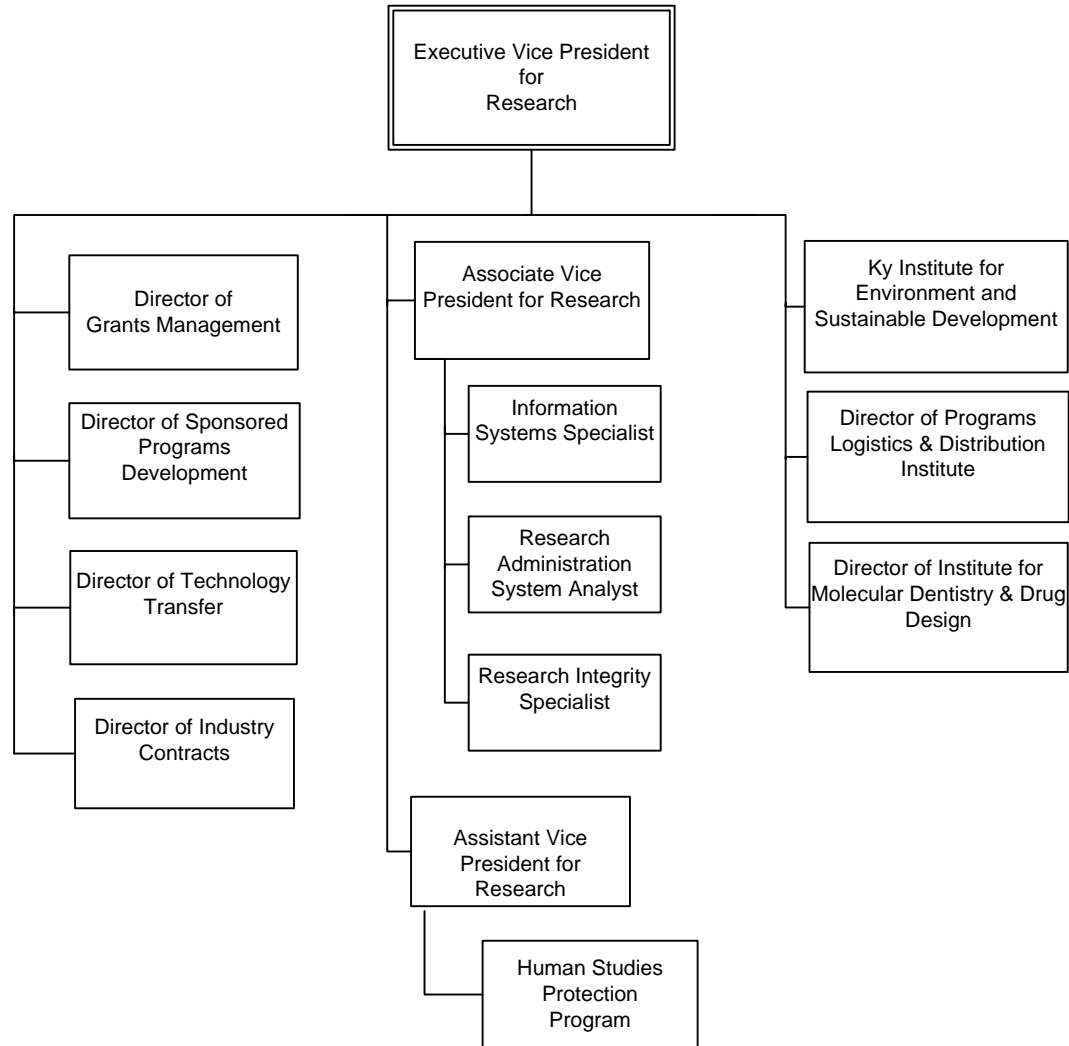 Executive Vice President
for
Research
Director of
Grants Management
Director of Sponsored
Programs
Development
Director of Technology
Transfer
Director of Industry
Contracts
Associate Vice
President for Research
Information
Systems Specialist
Research
Administration
System Analyst
Research Integrity
Specialist
Assistant Vice
President for
Research
Human Studies
Protection
Program
Ky Institute for
Environment and
Sustainable Development
Director of Programs
Logistics & Distribution
Institute
Director of Institute for
Molecular Dentistry & Drug
Design